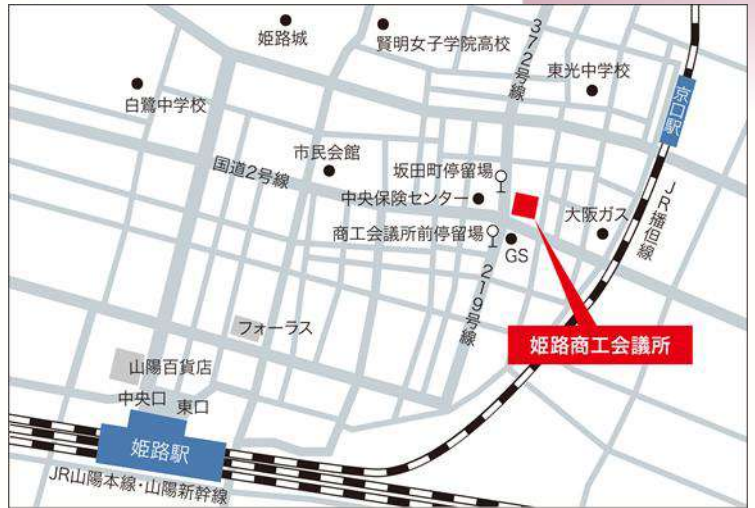 姫路城
賢明女子学院高校
372号線
東光中学校
白鷺中学校
京口駅
市民会館
国道2号線
坂田町停留場
中央保険センター
大阪ガス
JR播但線
商工会議所前停留場
GS
219号線
フォーラス
姫路商工会議所
山陽百貨店
中央口
東口
姫路駅
JR山陽本線・山陽新幹線